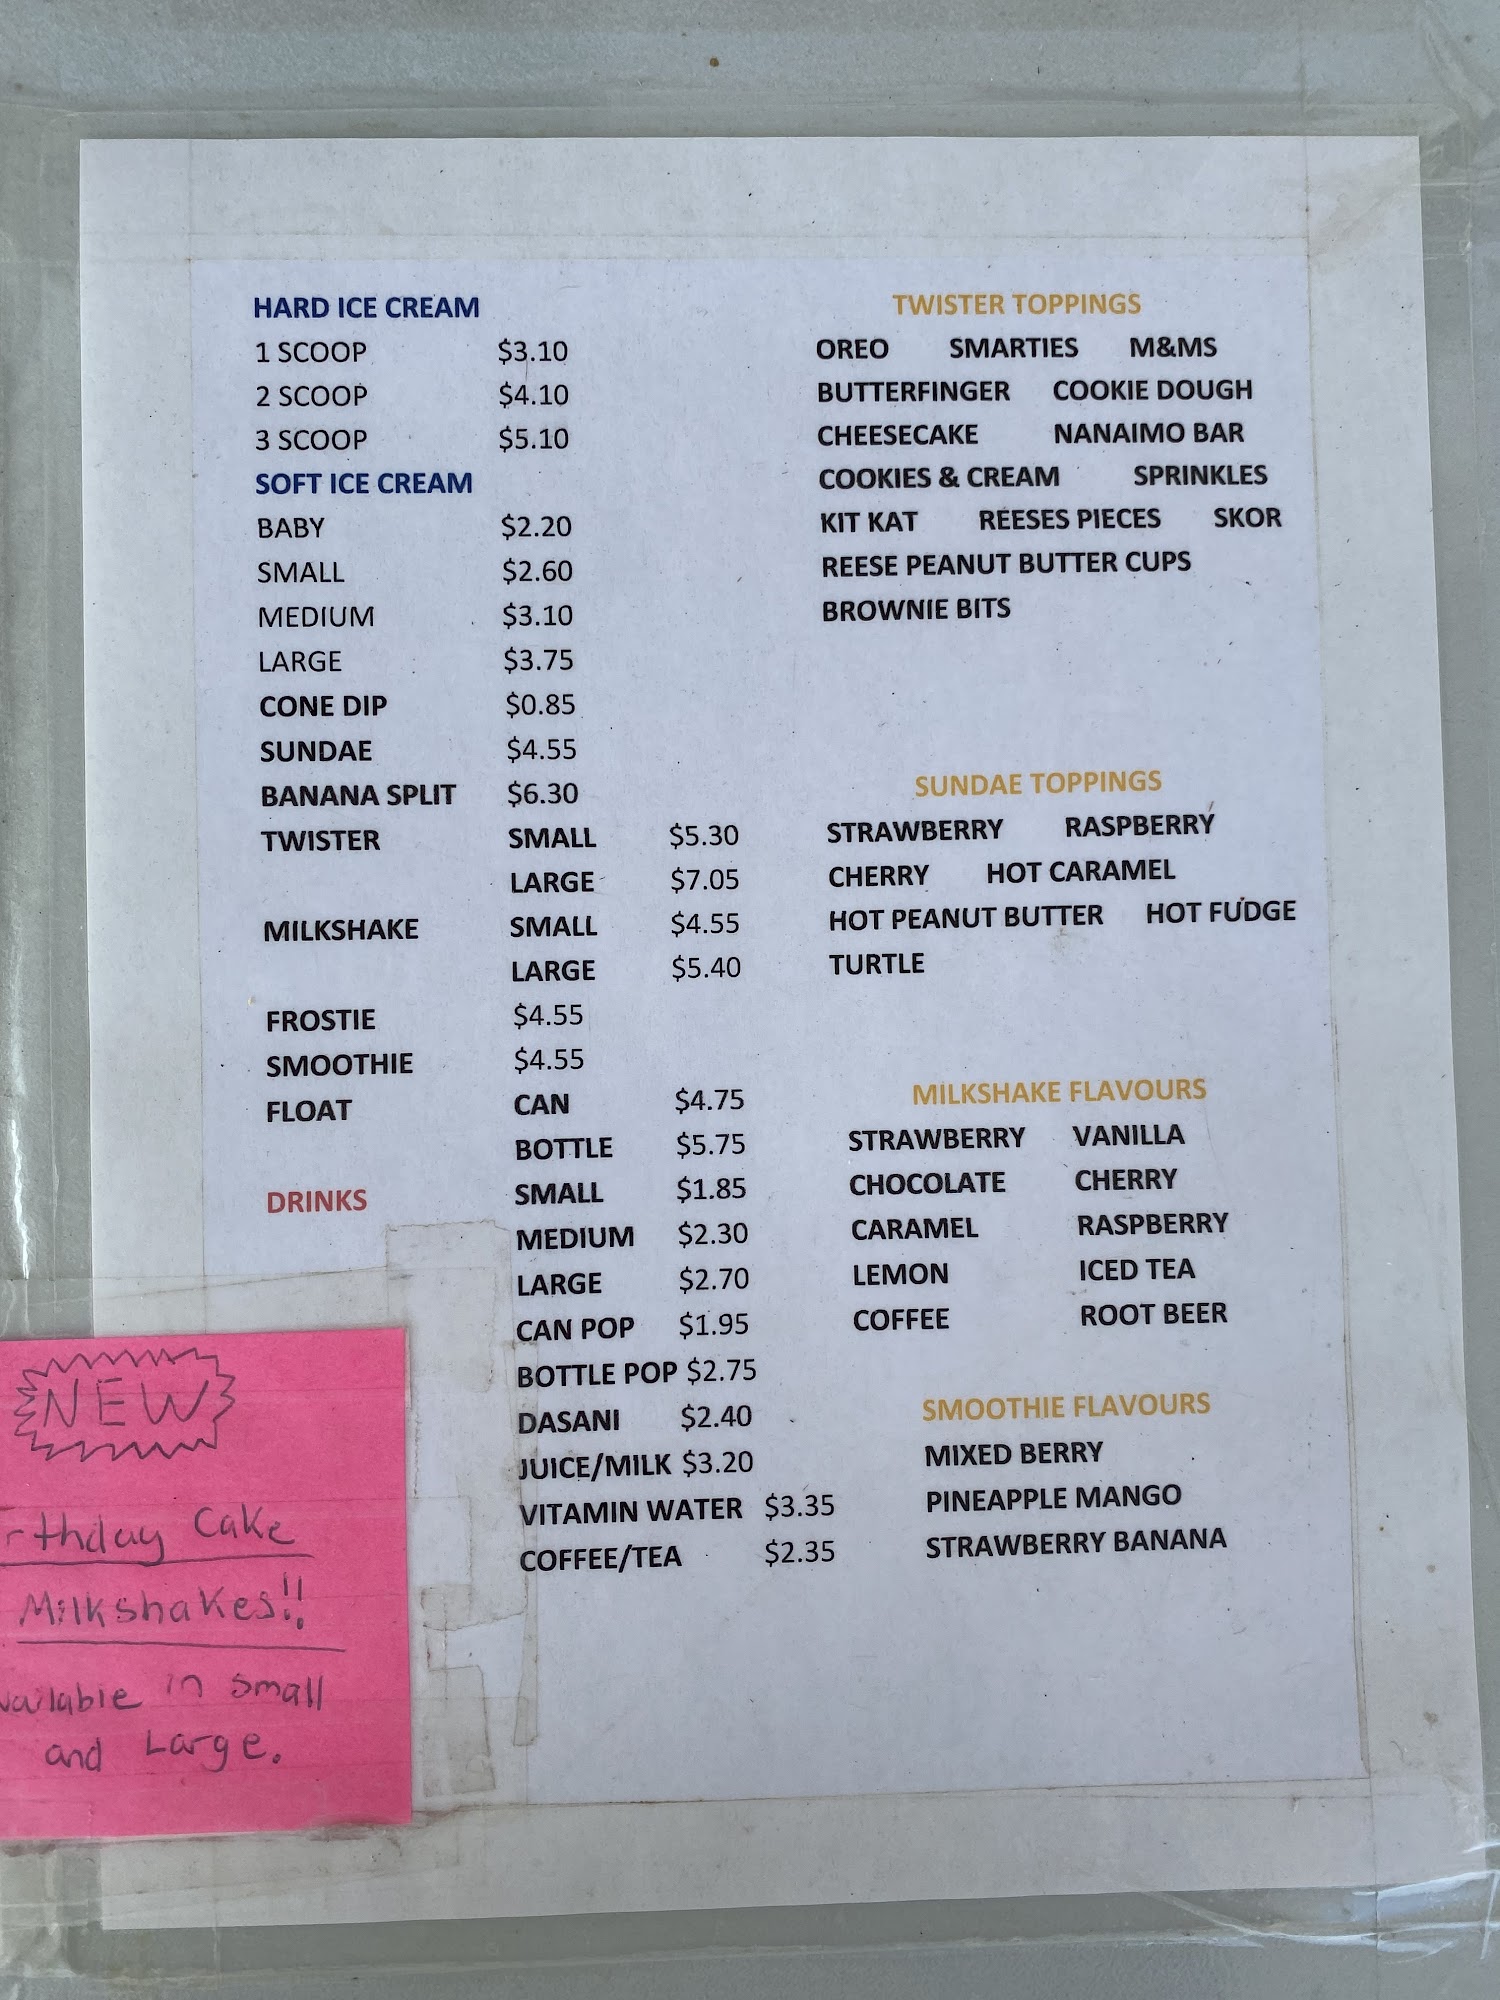 HARD ICE CREAM
1 SCOOP $3.10
2 SCOOP $4.10
3 SCOOP $5.10
SOFT ICE CREAM
BABY $2.20
SMALL $2.60
MEDIUM $3.10
LARGE $3.75
CONE DIP $0.85
SUNDAE $4.55
BANANA SPLIT $6.30
TWISTER SMALL $5.30
LARGE $7.05
MILKSHAKE SMALL $4.55
LARGE $5.40
FROSTIE $4.55
SMOOTHIE $4.55
FLOAT CAN $4.75
BOTTLE $5.75
DRINKS SMALL $1.85
MEDIUM $2.30
LARGE $2.70
CAN POP $1.95
BOTTLE POP $2.75
DASANI $2.40
JUICE/MILK $3.20
VITAMIN WATER $3.35
COFFEE/TEA $2.35
TWISTER TOPPINGS
OREO SMARTIES M&MS
BUTTERFINGER COOKIE DOUGH
CHEESECAKE NANAIMO BAR
COOKIES & CREAM SPRINKLES
KIT KAT REESES PIECES SKOR
REESE PEANUT BUTTER CUPS
BROWNIE BITS
SUNDAE TOPPINGS
STRAWBERRY RASPBERRY
CHERRY HOT CARAMEL
HOT PEANUT BUTTER HOT FUDGE
TURTLE
MILKSHAKE FLAVOURS
STRAWBERRY VANILLA
CHOCOLATE CHERRY
CARAMEL RASPBERRY
LEMON ICED TEA
COFFEE ROOT BEER
SMOOTHIE FLAVOURS
MIXED BERRY
PINEAPPLE MANGO
STRAWBERRY BANANA
NEW
rthday Cake
Milkshakes!!
vailable in small
and Large.